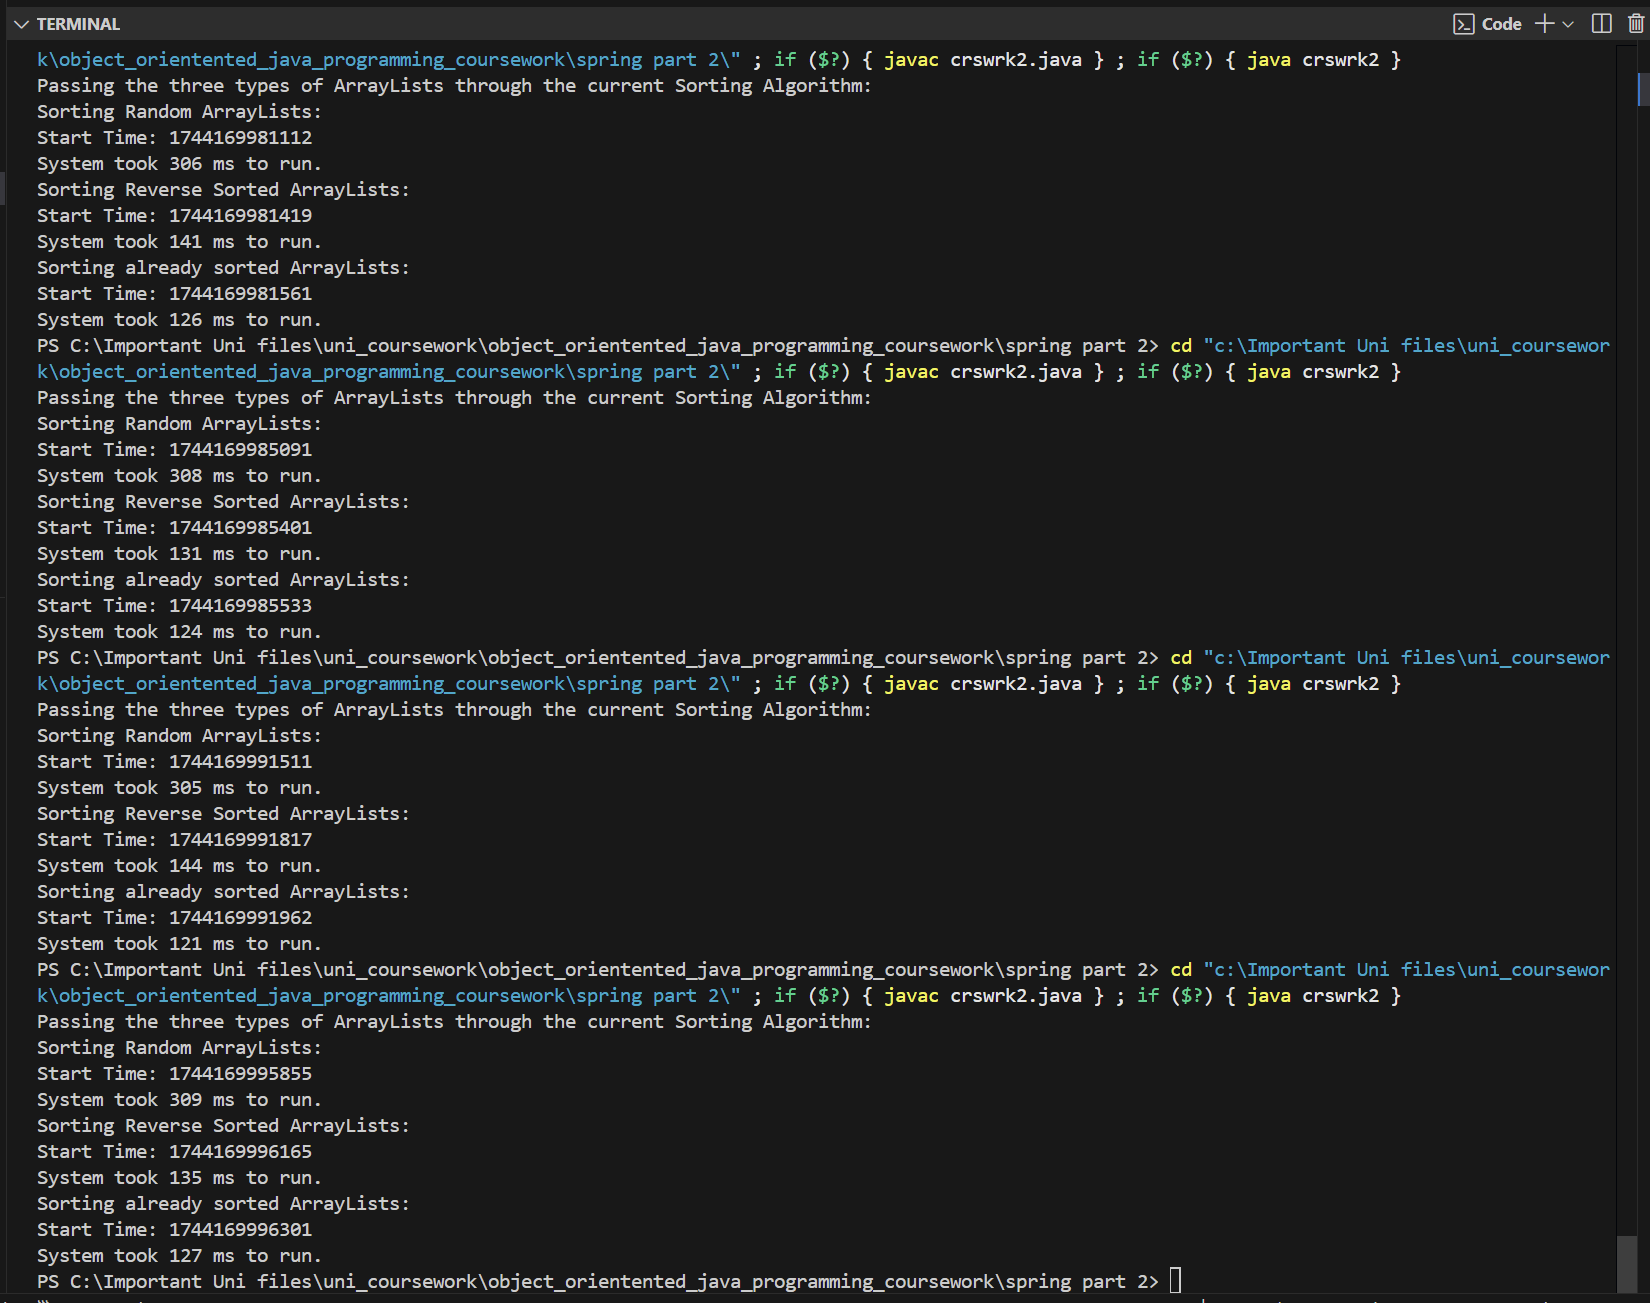 TERMINAL
Code
k\object_orientented_java_programming_coursework\spring part 2\" ; if ($?) { javac crswrk2.java } ; if ($?) { java crswrk2 }
Passing the three types of ArrayLists through the current Sorting Algorithm:
Sorting Random ArrayLists:
Start Time: 1744169981112
System took 306 ms to run.
Sorting Reverse Sorted ArrayLists:
Start Time: 1744169981419
System took 141 ms to run.
Sorting already sorted ArrayLists:
Start Time: 1744169981561
System took 126 ms to run.
PS C:\Important Uni files\uni_coursework\object_orientented_java_programming_coursework\spring part 2> cd "c:\Important Uni files\uni_coursewor
k\object_orientented_java_programming_coursework\spring part 2\" ; if ($?) { javac crswrk2.java } ; if ($?) { java crswrk2 }
Passing the three types of ArrayLists through the current Sorting Algorithm:
Sorting Random ArrayLists:
Start Time: 1744169985091
System took 308 ms to run.
Sorting Reverse Sorted ArrayLists:
Start Time: 1744169985401
System took 131 ms to run.
Sorting already sorted ArrayLists:
Start Time: 1744169985533
System took 124 ms to run.
PS C:\Important Uni files\uni_coursework\object_orientented_java_programming_coursework\spring part 2> cd "c:\Important Uni files\uni_coursewor
k\object_orientented_java_programming_coursework\spring part 2\" ; if ($?) { javac crswrk2.java } ; if ($?) { java crswrk2 }
Passing the three types of ArrayLists through the current Sorting Algorithm:
Sorting Random ArrayLists:
Start Time: 1744169991511
System took 305 ms to run.
Sorting Reverse Sorted ArrayLists:
Start Time: 1744169991817
System took 144 ms to run.
Sorting already sorted ArrayLists:
Start Time: 1744169991962
System took 121 ms to run.
PS C:\Important Uni files\uni_coursework\object_orientented_java_programming_coursework\spring part 2> cd "c:\Important Uni files\uni_coursewor
k\object_orientented_java_programming_coursework\spring part 2\" ; if ($?) { javac crswrk2.java } ; if ($?) { java crswrk2 }
Passing the three types of ArrayLists through the current Sorting Algorithm:
Sorting Random ArrayLists:
Start Time: 1744169995855
System took 309 ms to run.
Sorting Reverse Sorted ArrayLists:
Start Time: 1744169996165
System took 135 ms to run.
Sorting already sorted ArrayLists:
Start Time: 1744169996301
System took 127 ms to run.
PS C:\Important Uni files\uni_coursework\object_orientented_java_programming_coursework\spring part 2>